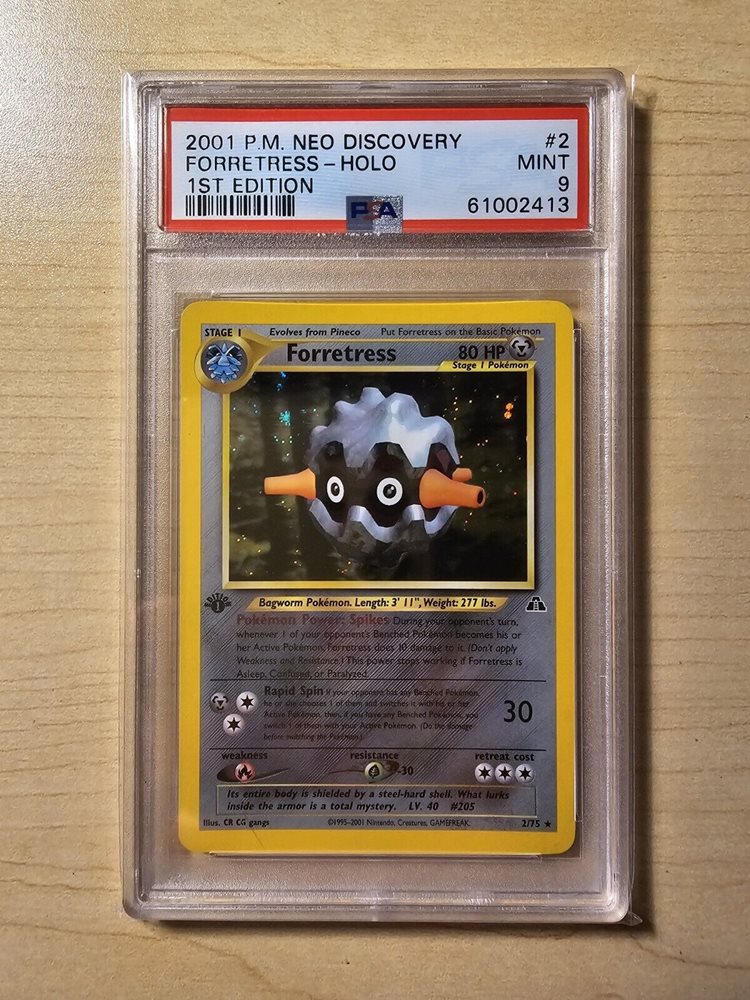 2001 P.M. NEO DISCOVERY #2
FORRETRESS - HOLO MINT
1ST EDITION 9
PSA 61002413
STAGE 1 Evolves from Pineco Put Forretress on the Basic Pokémon
Forretress 80 HP
Stage 1 Pokémon
EDITION 1
Bagworm Pokémon. Length: 3' 11", Weight: 277 lbs.
Pokémon Power: Spikes During your opponent's turn,
whenever 1 of your opponent's Benched Pokémon becomes his or
her Active Pokémon, Forretress does 10 damage to it. (Don't apply
Weakness and Resistance.) This power stops working if Forretress is
Asleep, Confused, or Paralyzed.
Rapid Spin If your opponent has any Benched Pokémon,
he or she chooses 1 of them and switches it with his or her
Active Pokémon, then, if you have any Benched Pokémon, you
switch 1 of them with your Active Pokémon. (Do the damage
before switching the Pokémon.)
30
weakness resistance retreat cost
-30
Its entire body is shielded by a steel-hard shell. What lurks
inside the armor is a total mystery. LV. 40 #205
Illus. CR CG gangs ©1995-2001 Nintendo, Creatures, GAMEFREAK. 2/75 ★